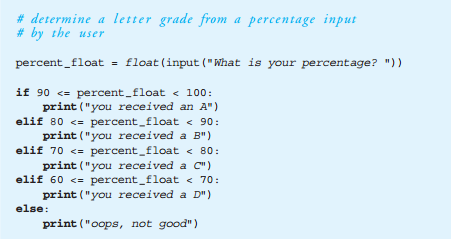 # determine a letter grade from a percentage input
# by the user
percent_float = float(input("What is your percentage? "))
if 90 <= percent_float < 100:
    print("you received an A")
elif 80 <= percent_float < 90:
    print("you received a B")
elif 70 <= percent_float < 80:
    print("you received a C")
elif 60 <= percent_float < 70:
    print("you received a D")
else:
    print("oops, not good")